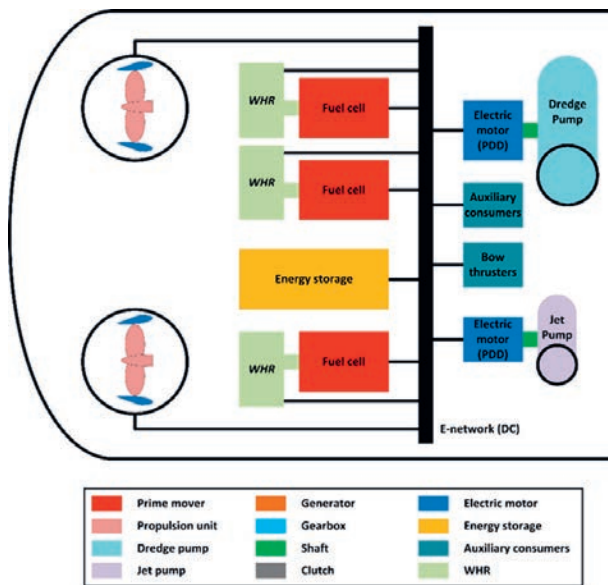 WHR
Fuel cell
Electric
motor
(PDD)
Dredge
Pump
WHR
Fuel cell
Auxiliary
consumers
Energy storage
Bow
thrusters
WHR
Fuel cell
Electric
motor
(PDD)
Jet
Pump
E-network (DC)
Prime mover
Generator
Electric motor
Propulsion unit
Gearbox
Energy storage
Dredge pump
Shaft
Auxiliary consumers
Jet pump
Clutch
WHR